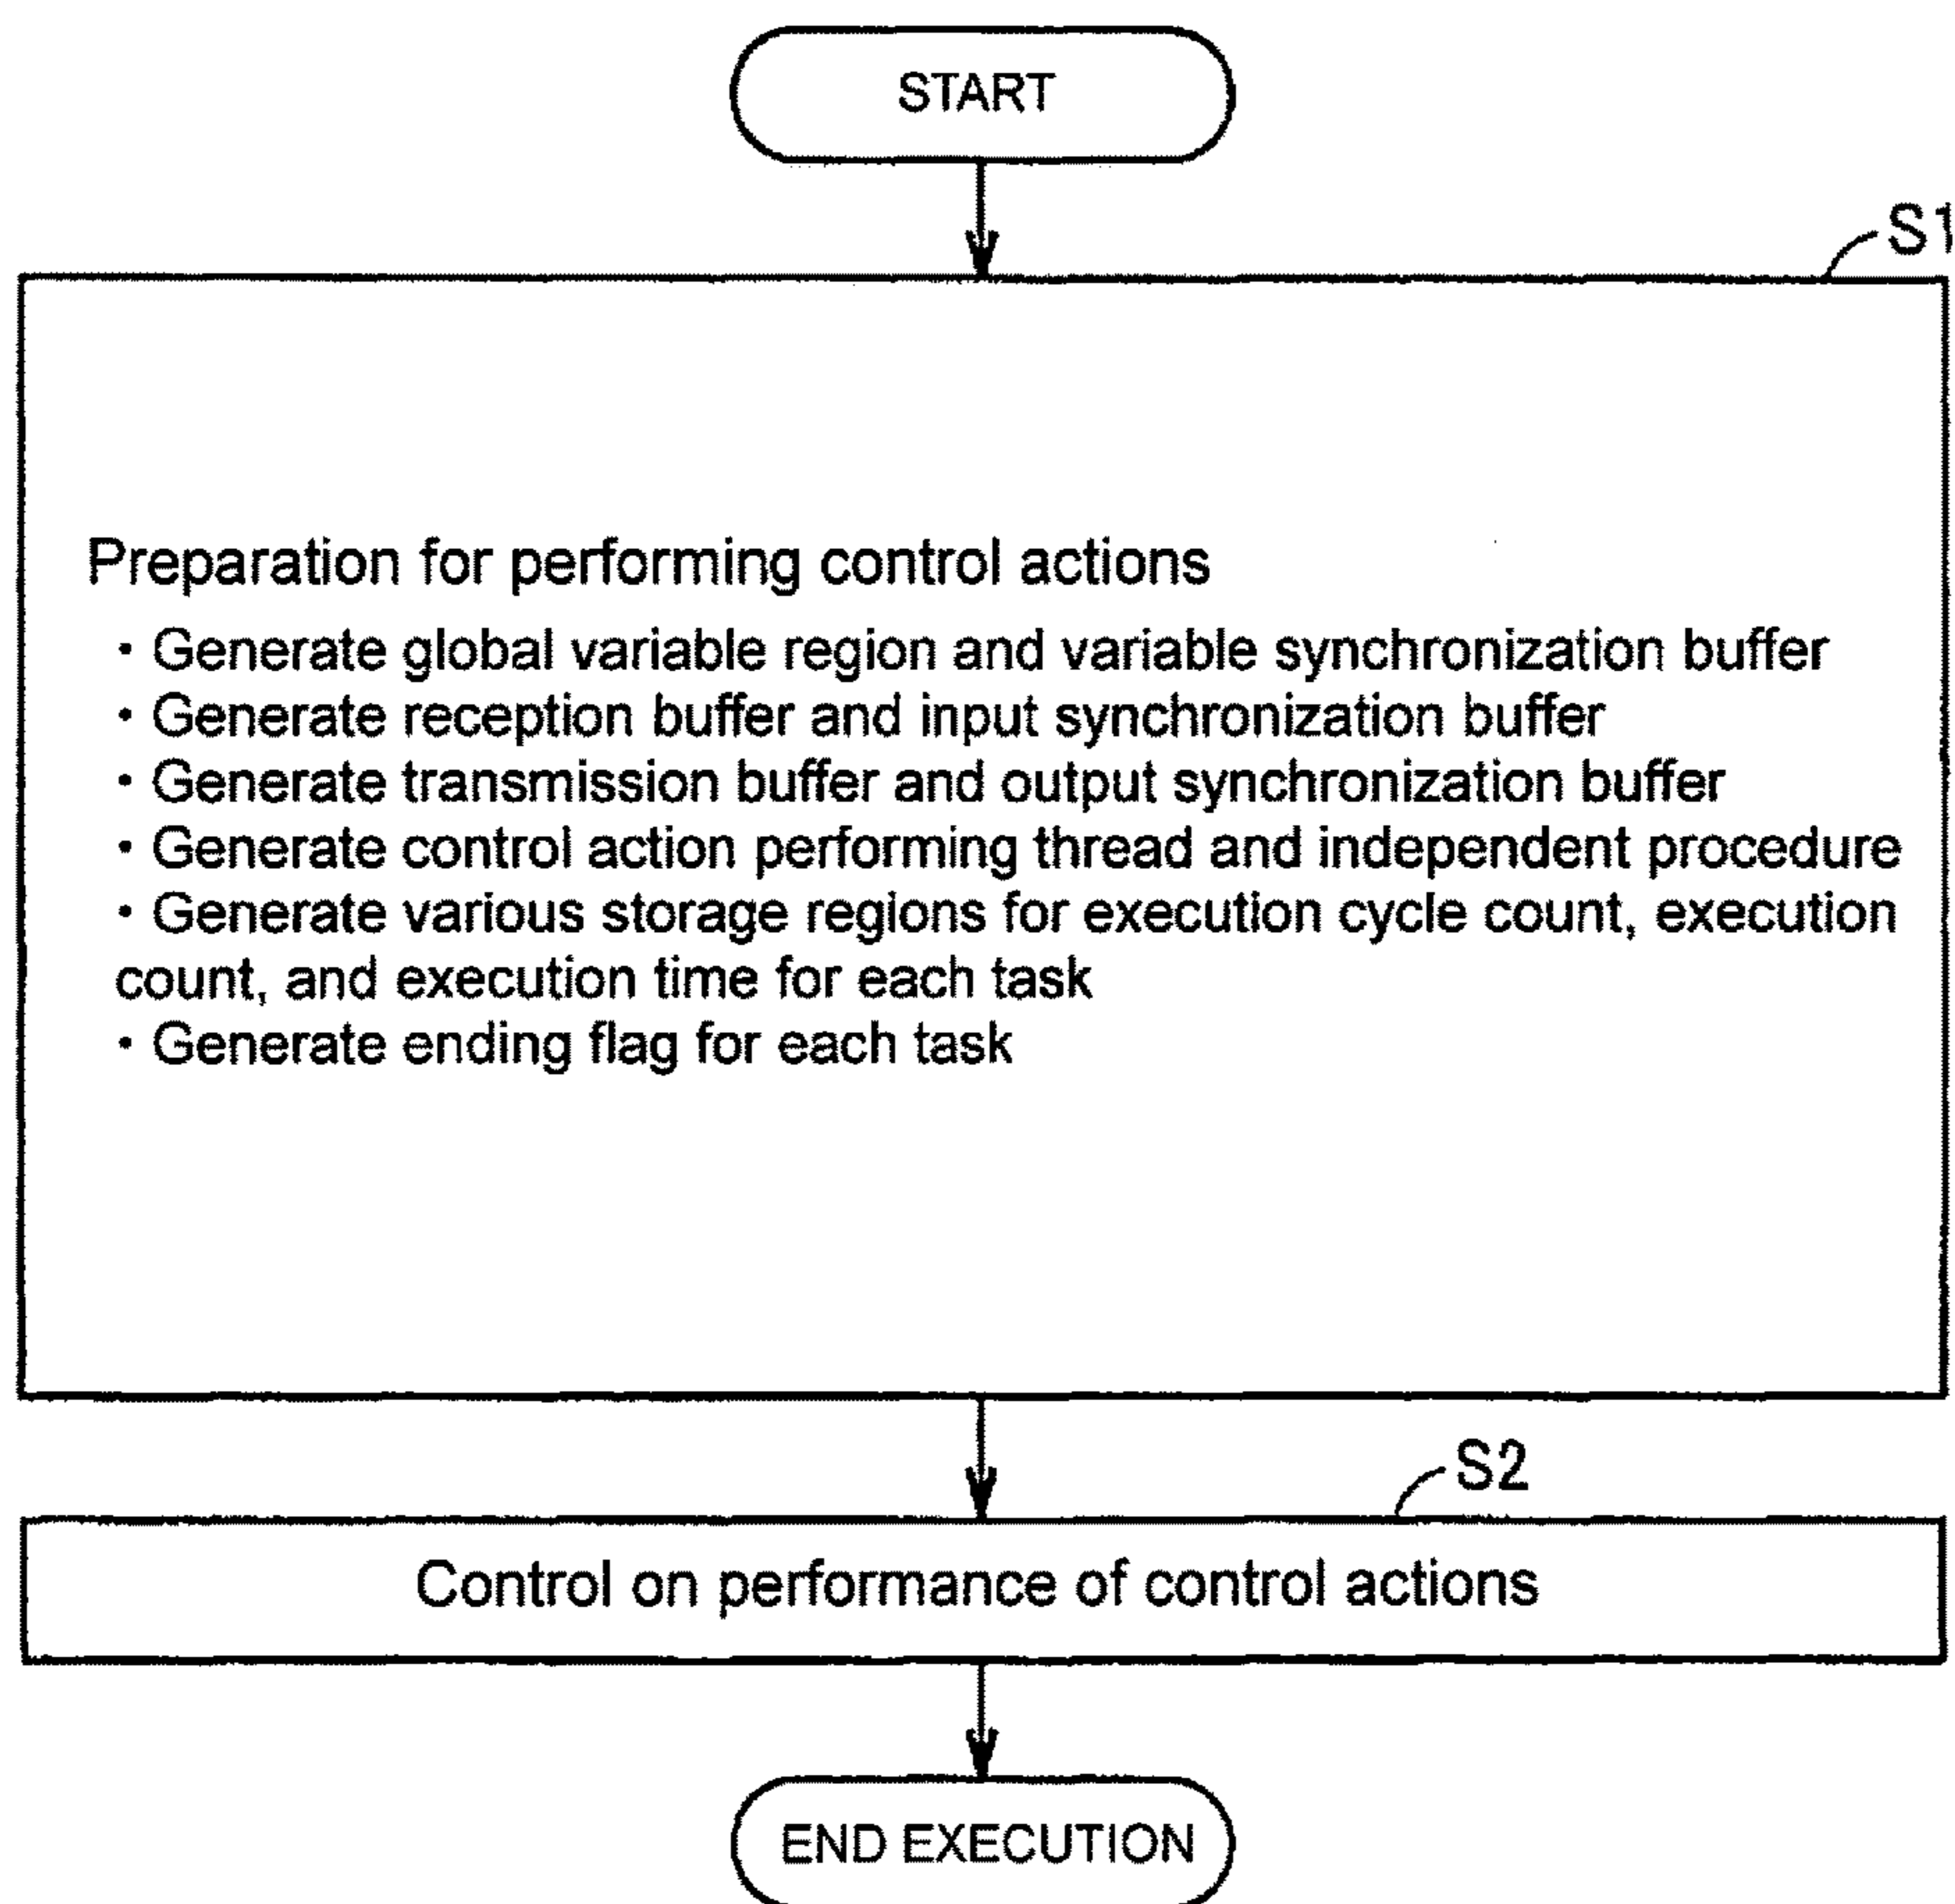 START
S1
Preparation for performing control actions
・Generate global variable region and variable synchronization buffer
・Generate reception buffer and input synchronization buffer
・Generate transmission buffer and output synchronization buffer
・Generate control action performing thread and independent procedure
・Generate various storage regions for execution cycle count, execution
count, and execution time for each task
・Generate ending flag for each task
S2
Control on performance of control actions
END EXECUTION